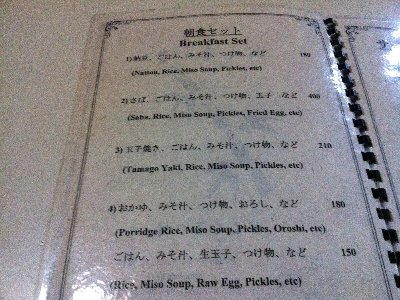 朝食セット
Breakfast Set
1) 納豆、ごはん、みそ汁、つけ物、など 180
(Nattou, Rice, Miso Soup, Pickles, etc)
2) さば、ごはん、みそ汁、つけ物、玉子 など 400
(Saba, Rice, Miso Soup, Pickles, Fried Egg, etc)
3) 玉子焼き、ごはん、みそ汁、つけ物、など 210
(Tamago Yaki, Rice, Miso Soup, Pickles, etc)
4) おかゆ、みそ汁、つけ物、おろし、など 180
(Porridge Rice, Miso Soup, Pickles, Oroshi, etc)
ごはん、みそ汁、生玉子、つけ物、など 150
(Rice, Miso Soup, Raw Egg, Pickles, etc)